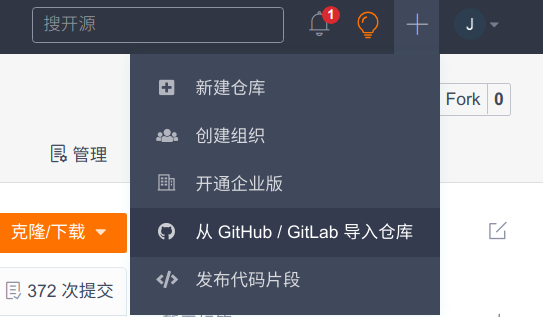 搜开源
1
J
新建仓库
Fork 0
创建组织
管理
开通企业版
克隆/下载
从 GitHub / GitLab 导入仓库
372 次提交
发布代码片段